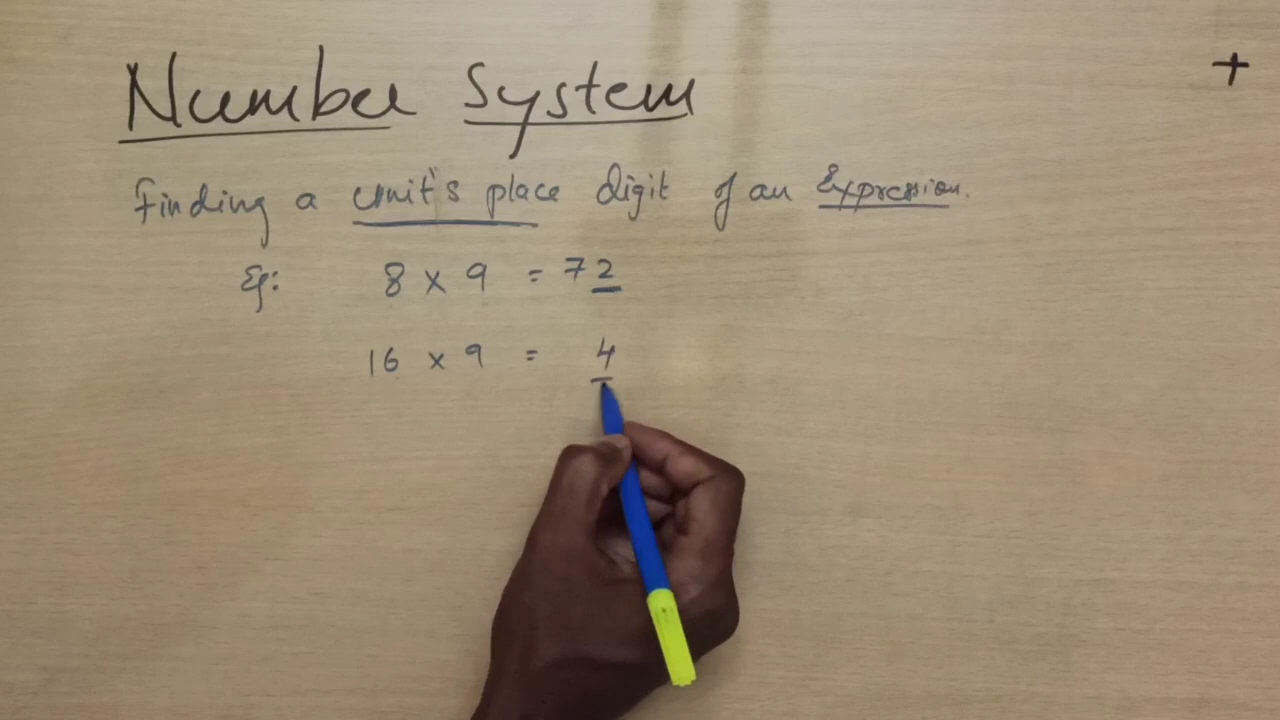 Number System
+
Finding a unit's place digit of an Expression.
Eg: 8 × 9 = 72
16 × 9 = 4